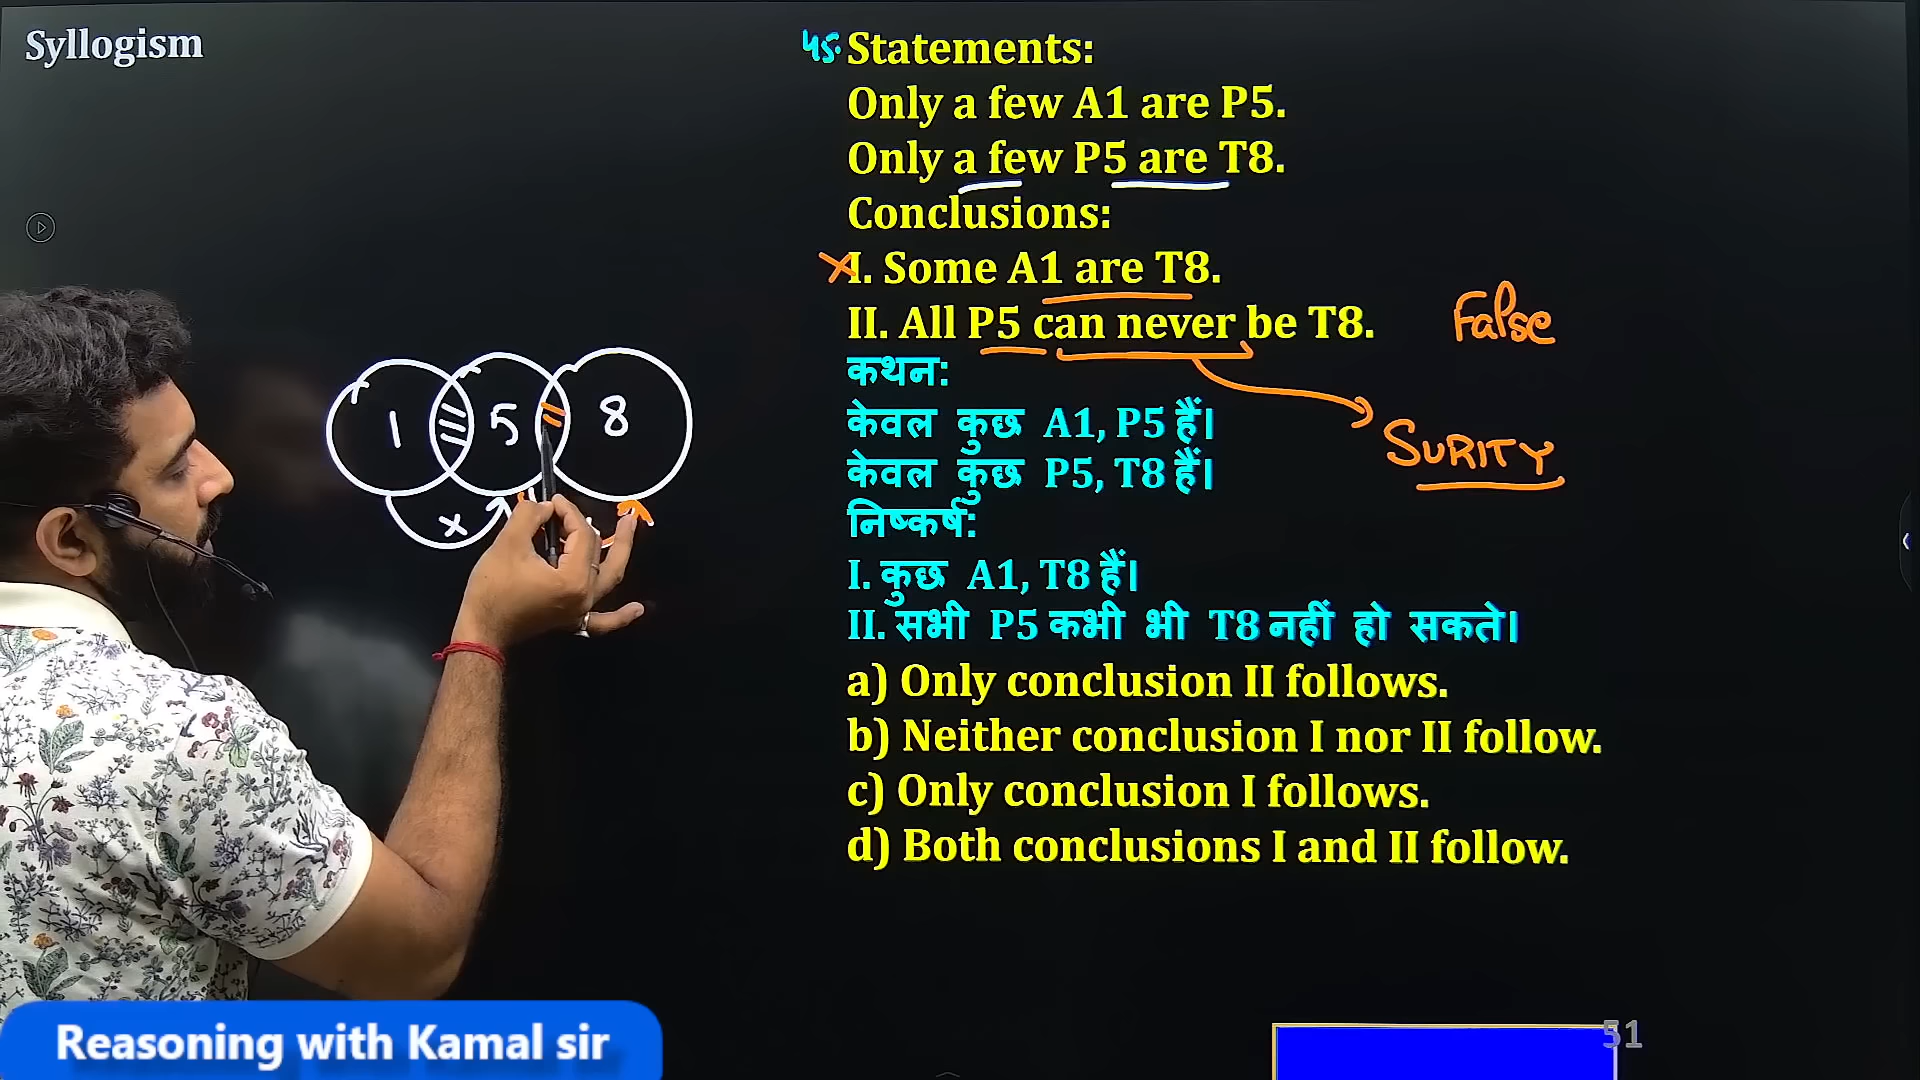 Syllogism
45. Statements:
Only a few A1 are P5.
Only a few P5 are T8.
Conclusions:
I. Some A1 are T8.
II. All P5 can never be T8.
False
SURITY
कथन:
केवल कुछ A1, P5 हैं।
केवल कुछ P5, T8 हैं।
निष्कर्ष:
I. कुछ A1, T8 हैं।
II. सभी P5 कभी भी T8 नहीं हो सकते।
a) Only conclusion II follows.
b) Neither conclusion I nor II follow.
c) Only conclusion I follows.
d) Both conclusions I and II follow.
1 5 8
Reasoning with Kamal sir
51